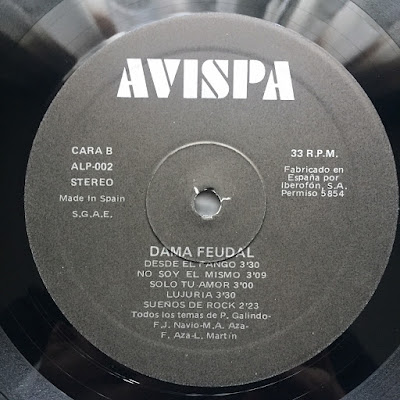 AVISPA
CARA B
ALP-002
STEREO
Made In Spain
S.G.A.E.
33 R.P.M.
Fabricado en
España por
Iberofón, S.A.
Permiso 5854
DAMA FEUDAL
DESDE EL FANGO 3'30
NO SOY EL MISMO 3'09
SOLO TU AMOR 3'00
LUJURIA 3'30
SUEÑOS DE ROCK 2'23
Todos los temas de P. Galindo-
F.J. Navio-M.A. Aza-
F. Aza-L. Martín